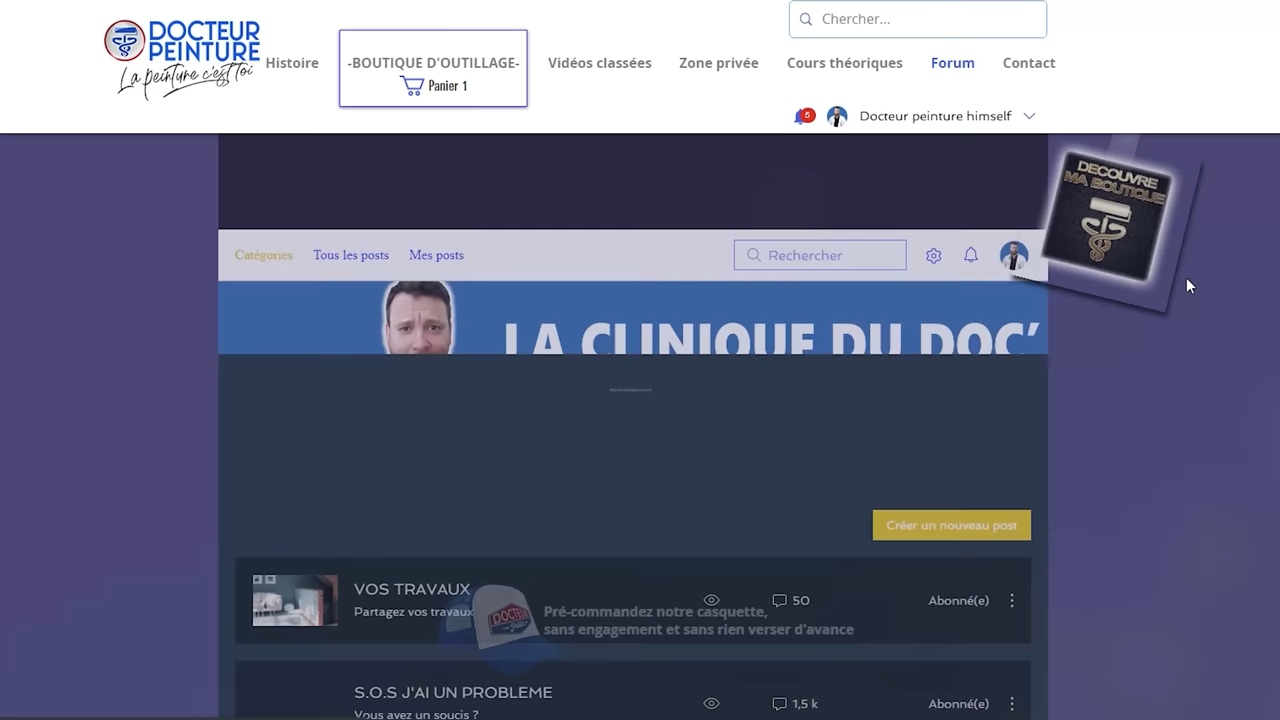 Chercher...
DOCTEUR
PEINTURE
La peinture c'est toi
Histoire
-BOUTIQUE D'OUTILLAGE-
Panier 1
Vidéos classées
Zone privée
Cours théoriques
Forum
Contact
5
Docteur peinture himself
DECOUVRE
MA BOUTIQUE
Catégories
Tous les posts
Mes posts
Rechercher
LA CLINIQUE DU DOC'
Créer un nouveau post
VOS TRAVAUX
Partagez vos travaux
50
Abonné(e)
DOCTEUR
Pré-commandez notre casquette,
sans engagement et sans rien verser d'avance
S.O.S J'AI UN PROBLEME
Vous avez un soucis ?
1,5 k
Abonné(e)